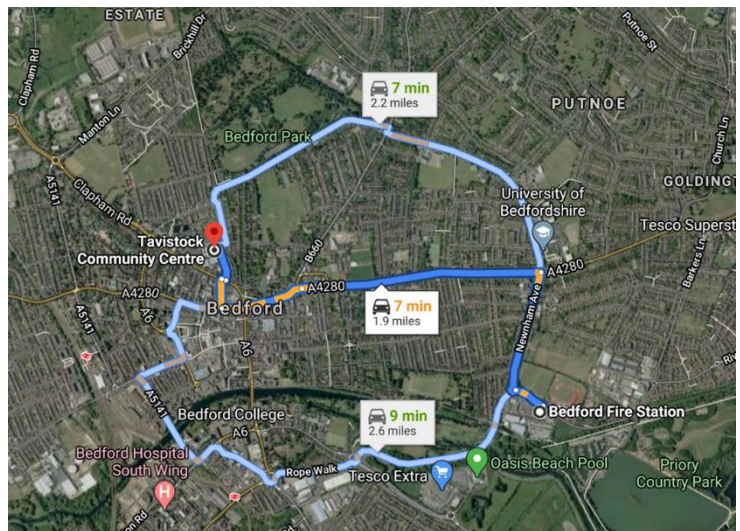 ESTATE
Brickhill Dr
Clapham Rd
Manton Ln
A5141
Clapham Rd
Bedford Park
7 min
2.2 miles
Putnoe St
PUTNOE
Church Ln
GOLDINGTON
University of
Bedfordshire
Tesco Superst
Barkers Ln
Tavistock
Community Centre
B660
A4280
A4280
A4280
Bedford
7 min
1.9 miles
Newnham Ave
A5141
A6
A6
A5141
Bedford College
A6
9 min
2.6 miles
Bedford Fire Station
Bedford Hospital
South Wing
H
Rope Walk
Tesco Extra
Oasis Beach Pool
Priory
Country Park